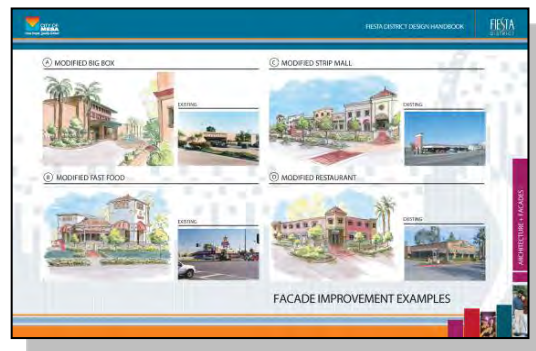 CITY OF
MESA
FIESTA DISTRICT DESIGN HANDBOOK
FIESTA
DISTRICT
A MODIFIED BIG BOX
EXISTING
C MODIFIED STRIP MALL
EXISTING
B MODIFIED FAST FOOD
EXISTING
D MODIFIED RESTAURANT
EXISTING
ARCHITECTURE + FACADES
FACADE IMPROVEMENT EXAMPLES